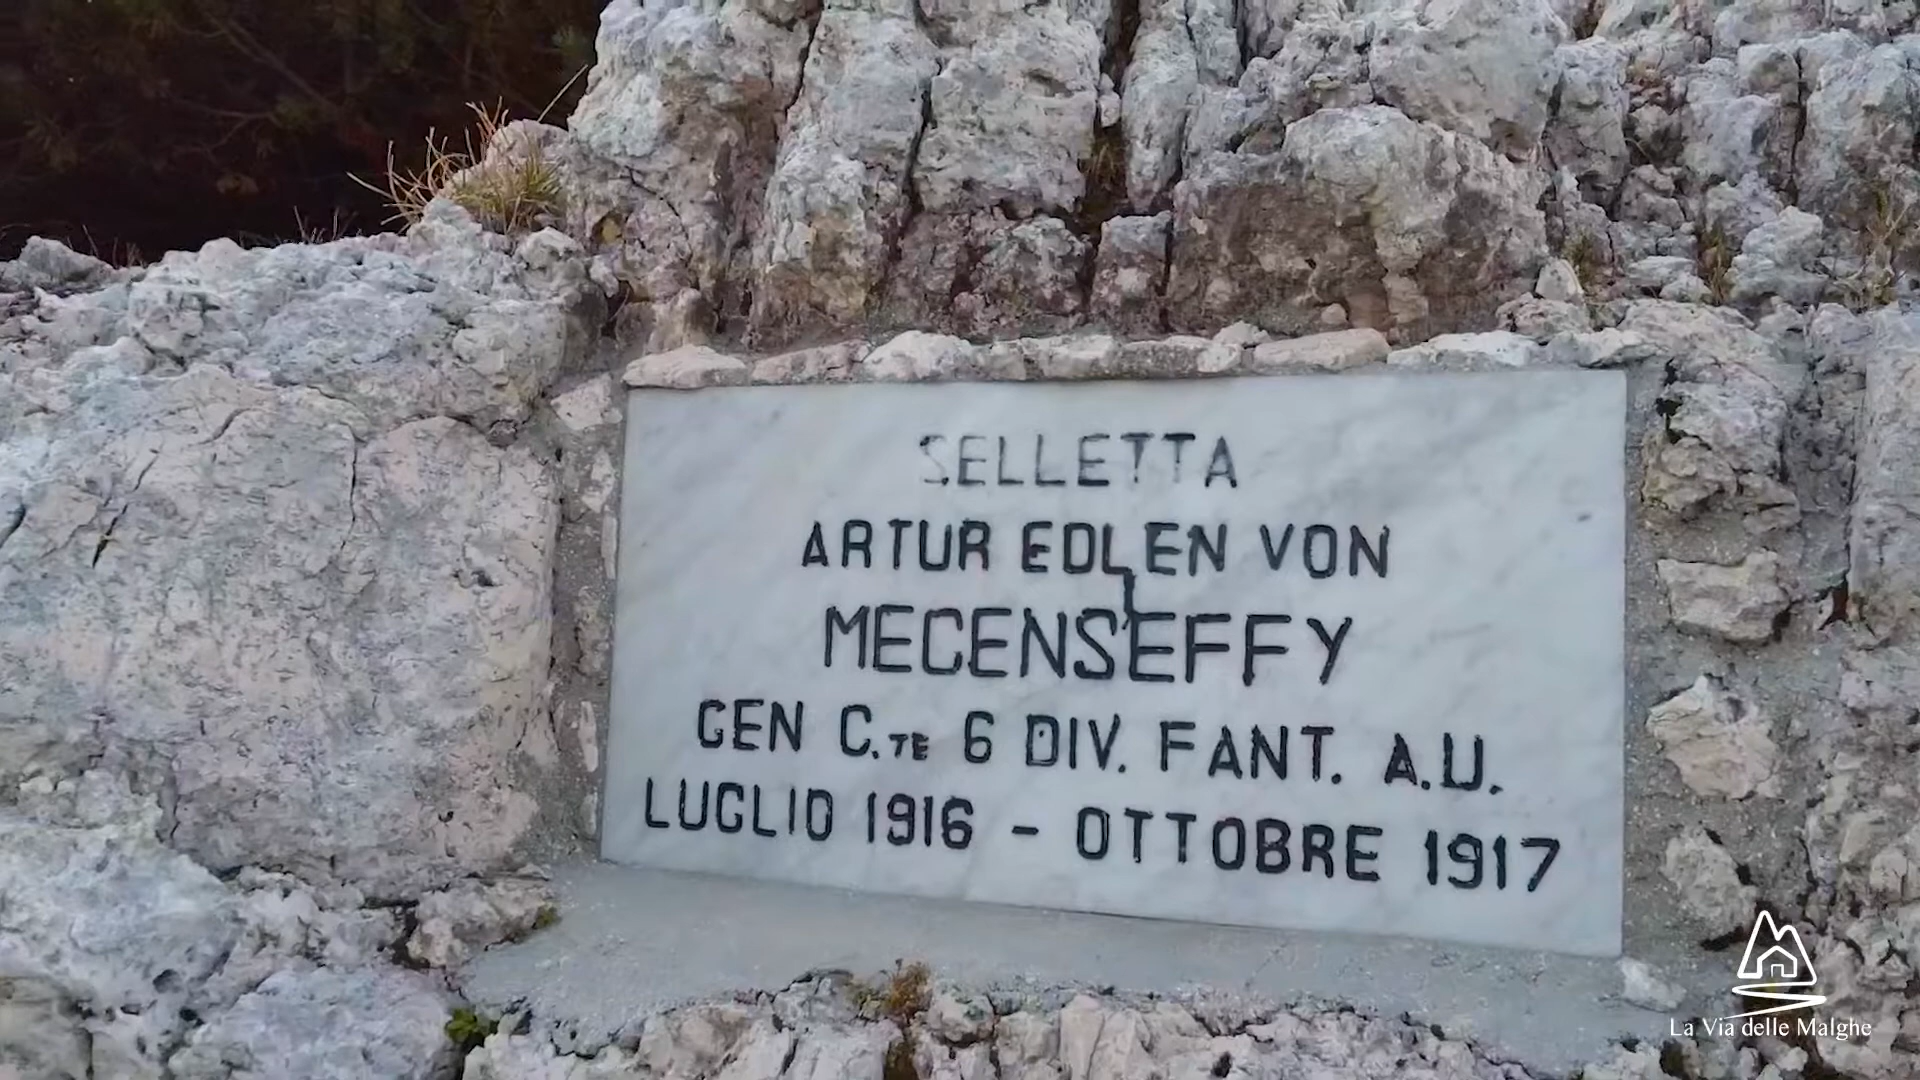 SELLETTA
ARTUR EDLEN VON
MECENSEFFY
GEN C.TE 6 DIV. FANT. A.U.
LUGLIO 1916 - OTTOBRE 1917
La Via delle Malghe